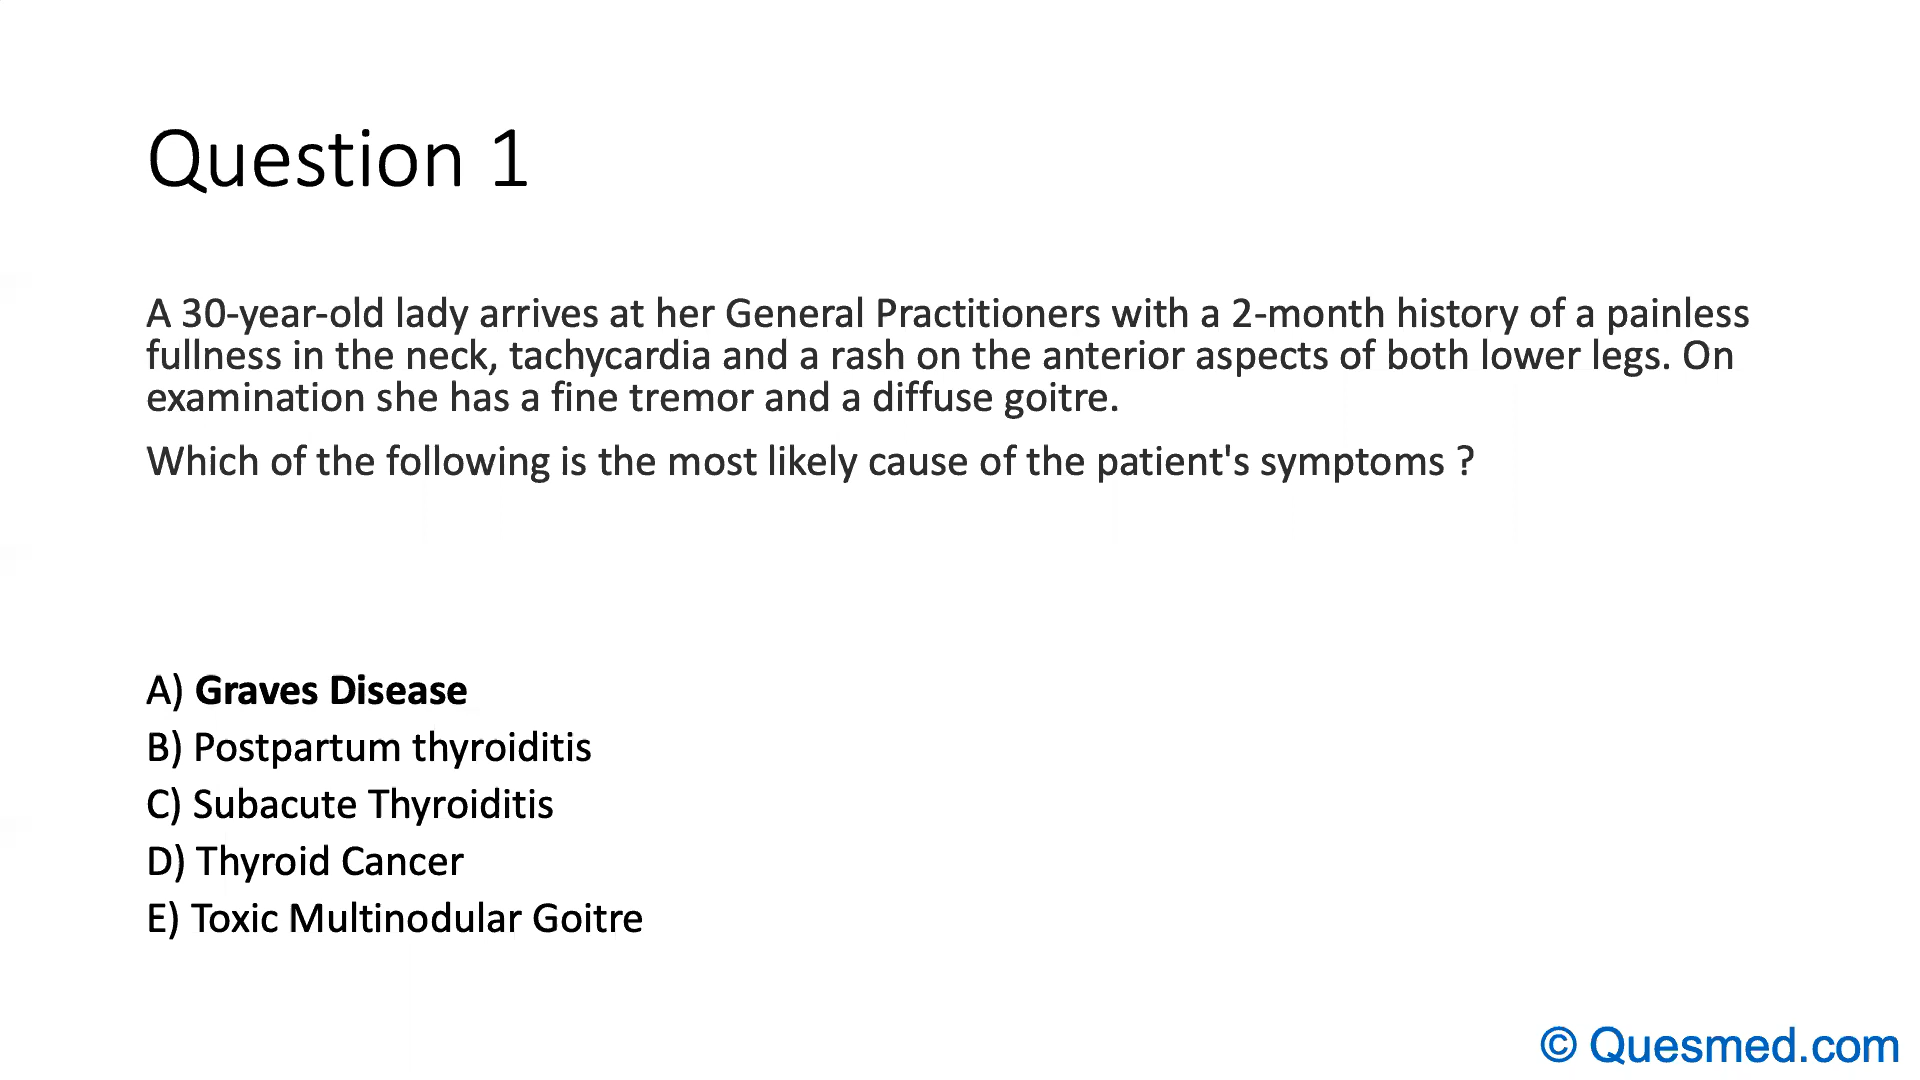 Question 1
A 30-year-old lady arrives at her General Practitioners with a 2-month history of a painless
fullness in the neck, tachycardia and a rash on the anterior aspects of both lower legs. On
examination she has a fine tremor and a diffuse goitre.
Which of the following is the most likely cause of the patient's symptoms ?
A) Graves Disease
B) Postpartum thyroiditis
C) Subacute Thyroiditis
D) Thyroid Cancer
E) Toxic Multinodular Goitre
© Quesmed.com